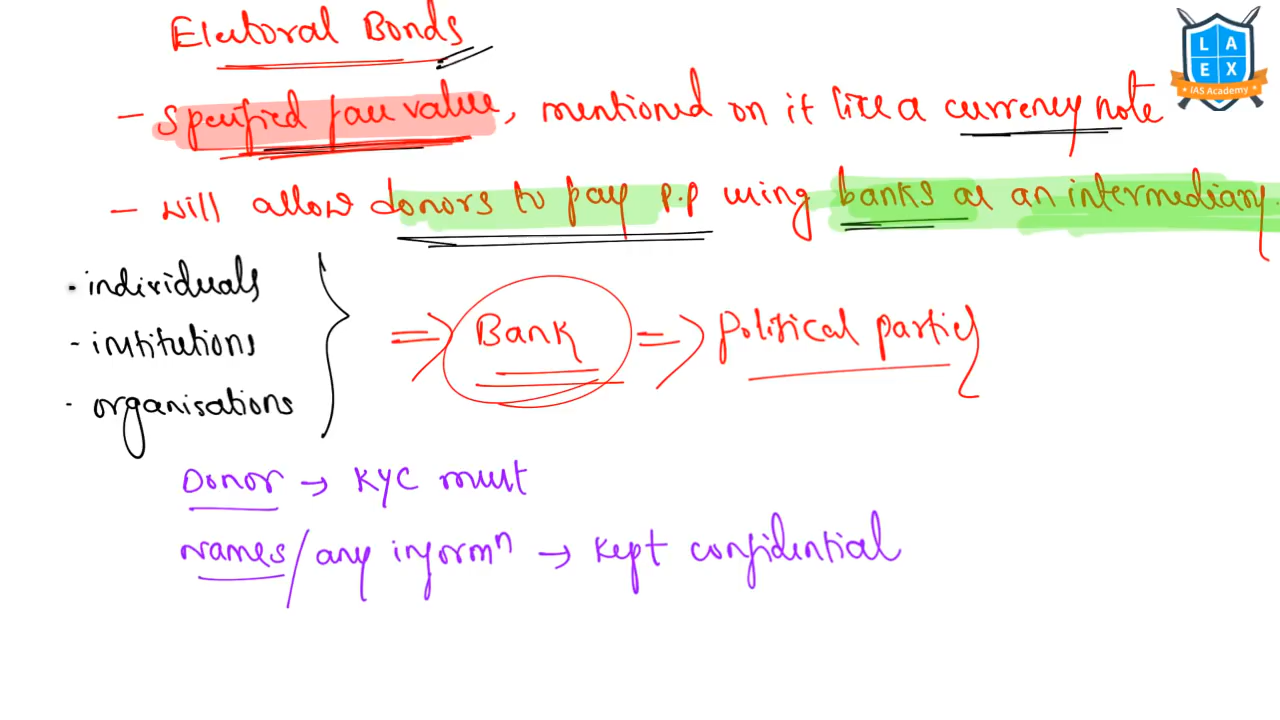 Electoral Bonds
- specified face value, mentioned on it like a currency note
- will allow donors to pay p.p using banks as an intermediary.
· individuals
- institutions
· organisations
=> Bank => political parties
Donor → KYC must
Names / any informⁿ → kept confidential
L A
E X
IAS Academy